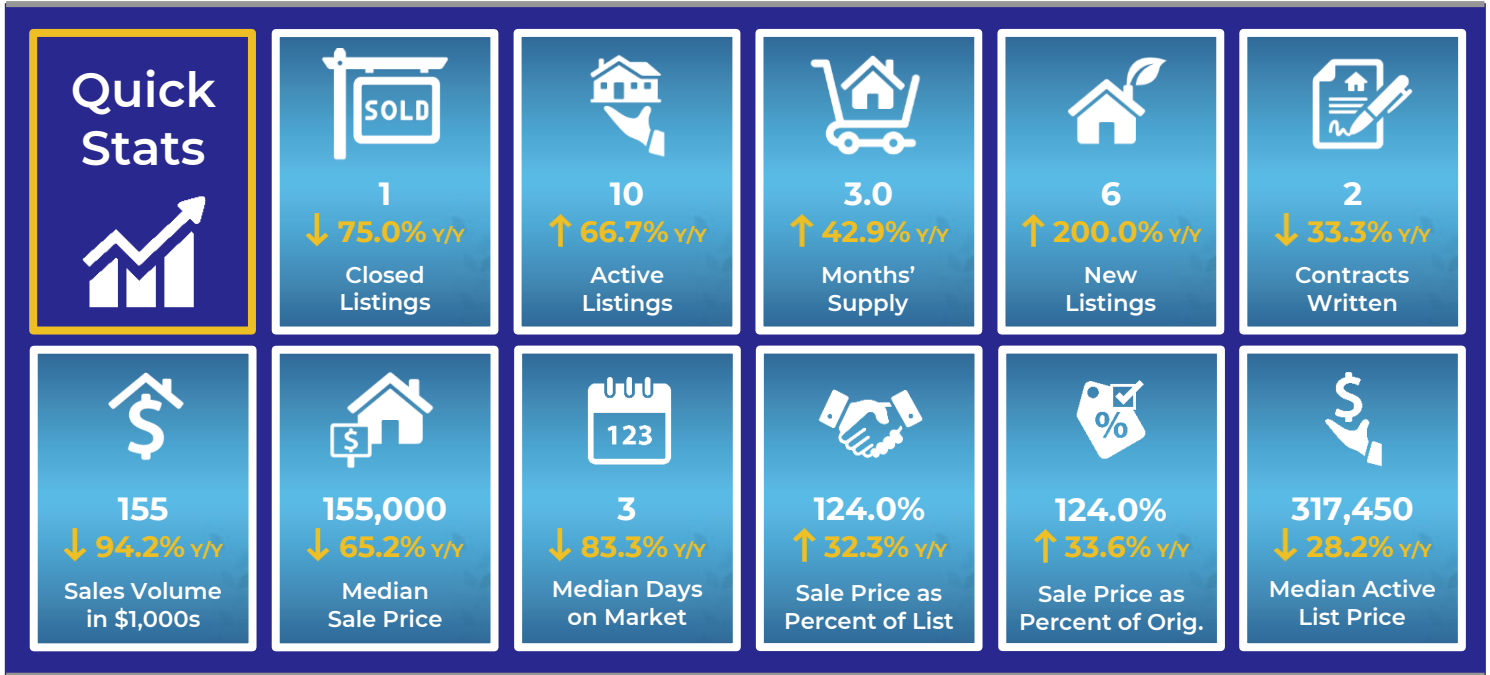 Quick
Stats
SOLD
1
↓ 75.0% Y/Y
Closed
Listings
10
↑ 66.7% Y/Y
Active
Listings
3.0
↑ 42.9% Y/Y
Months’
Supply
6
↑ 200.0% Y/Y
New
Listings
2
↓ 33.3% Y/Y
Contracts
Written
$
155
↓ 94.2% Y/Y
Sales Volume
in $1,000s
$
155,000
↓ 65.2% Y/Y
Median
Sale Price
123
3
↓ 83.3% Y/Y
Median Days
on Market
124.0%
↑ 32.3% Y/Y
Sale Price as
Percent of List
%
124.0%
↑ 33.6% Y/Y
Sale Price as
Percent of Orig.
$
317,450
↓ 28.2% Y/Y
Median Active
List Price